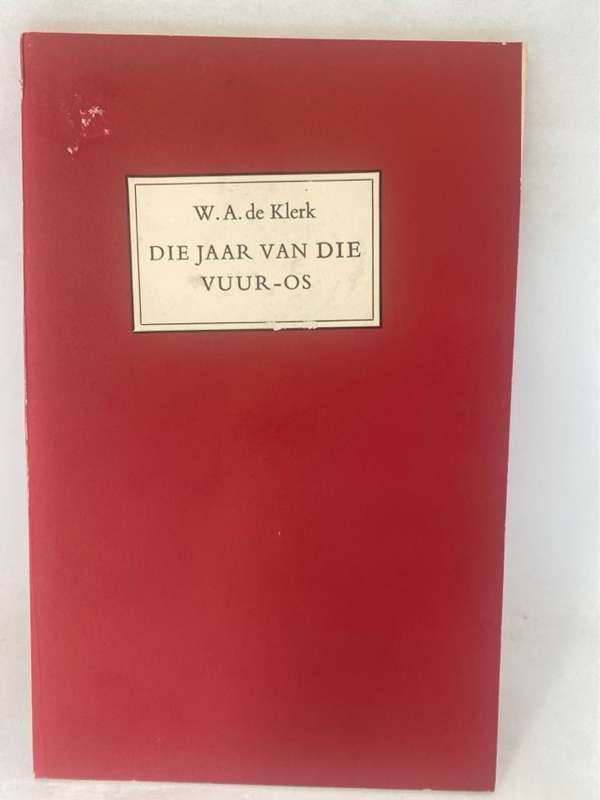 W. A. de Klerk
DIE JAAR VAN DIE
VUUR-OS